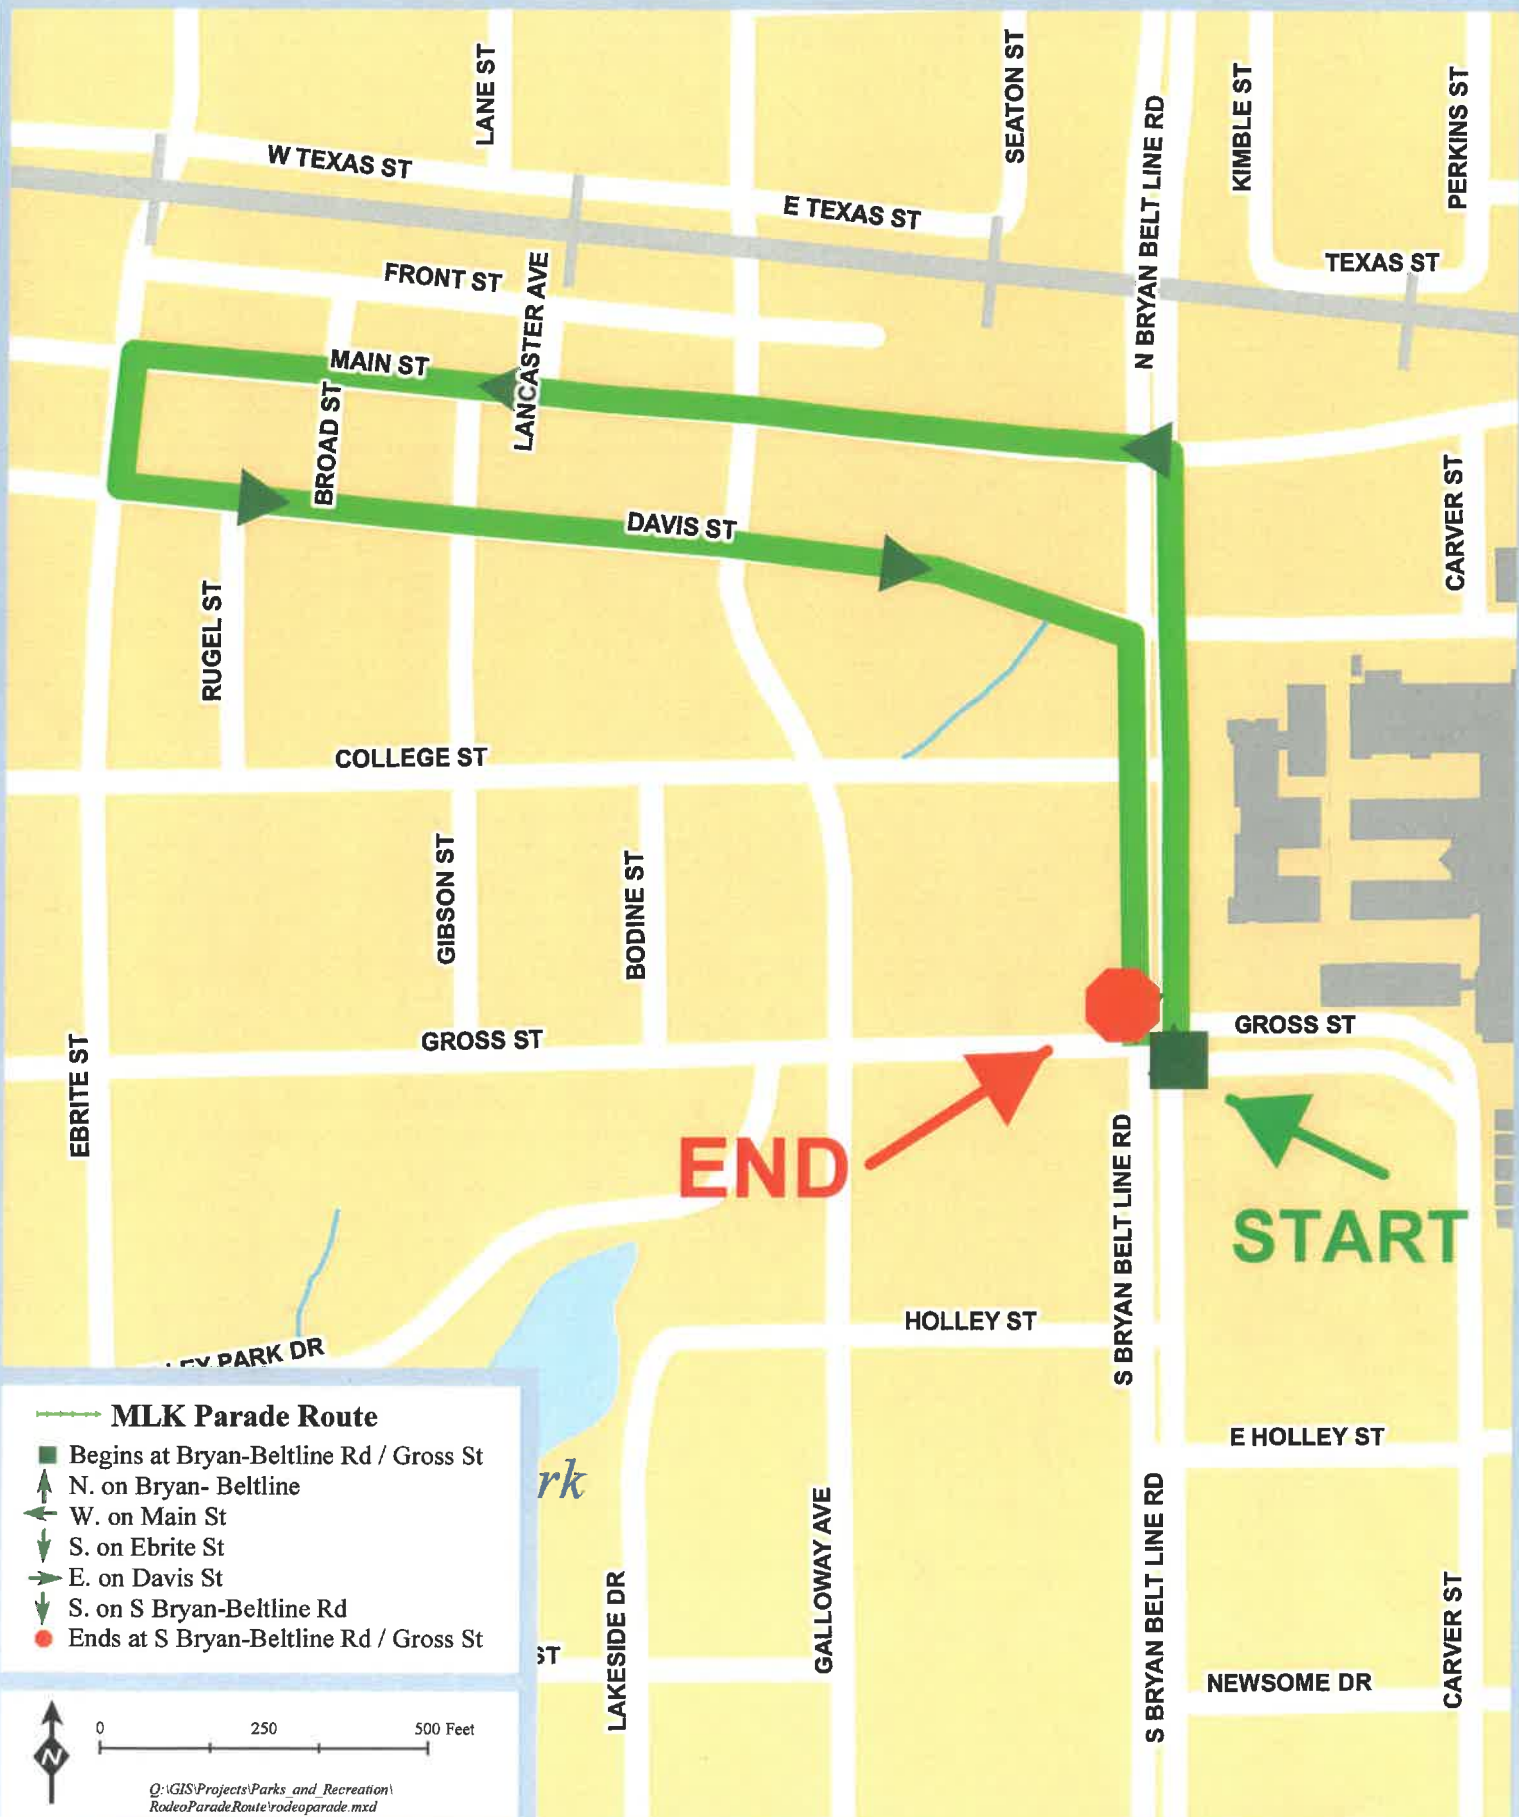 LANE ST
SEATON ST
N BRYAN BELT LINE RD
KIMBLE ST
PERKINS ST
W TEXAS ST
E TEXAS ST
TEXAS ST
FRONT ST
LANCASTER AVE
MAIN ST
BROAD ST
CARVER ST
DAVIS ST
RUGEL ST
COLLEGE ST
GIBSON ST
BODINE ST
GROSS ST
GROSS ST
EBRITE ST
END
START
S BRYAN BELT LINE RD
HOLLEY ST
LEY PARK DR
E HOLLEY ST
rk
GALLOWAY AVE
LAKESIDE DR
S BRYAN BELT LINE RD
CARVER ST
ST
NEWSOME DR
MLK Parade Route
Begins at Bryan-Beltline Rd / Gross St
N. on Bryan- Beltline
W. on Main St
S. on Ebrite St
E. on Davis St
S. on S Bryan-Beltline Rd
Ends at S Bryan-Beltline Rd / Gross St
N
0 250 500 Feet
Q:\GIS\Projects\Parks_and_Recreation\
RodeoParadeRoute\rodeoparade.mxd